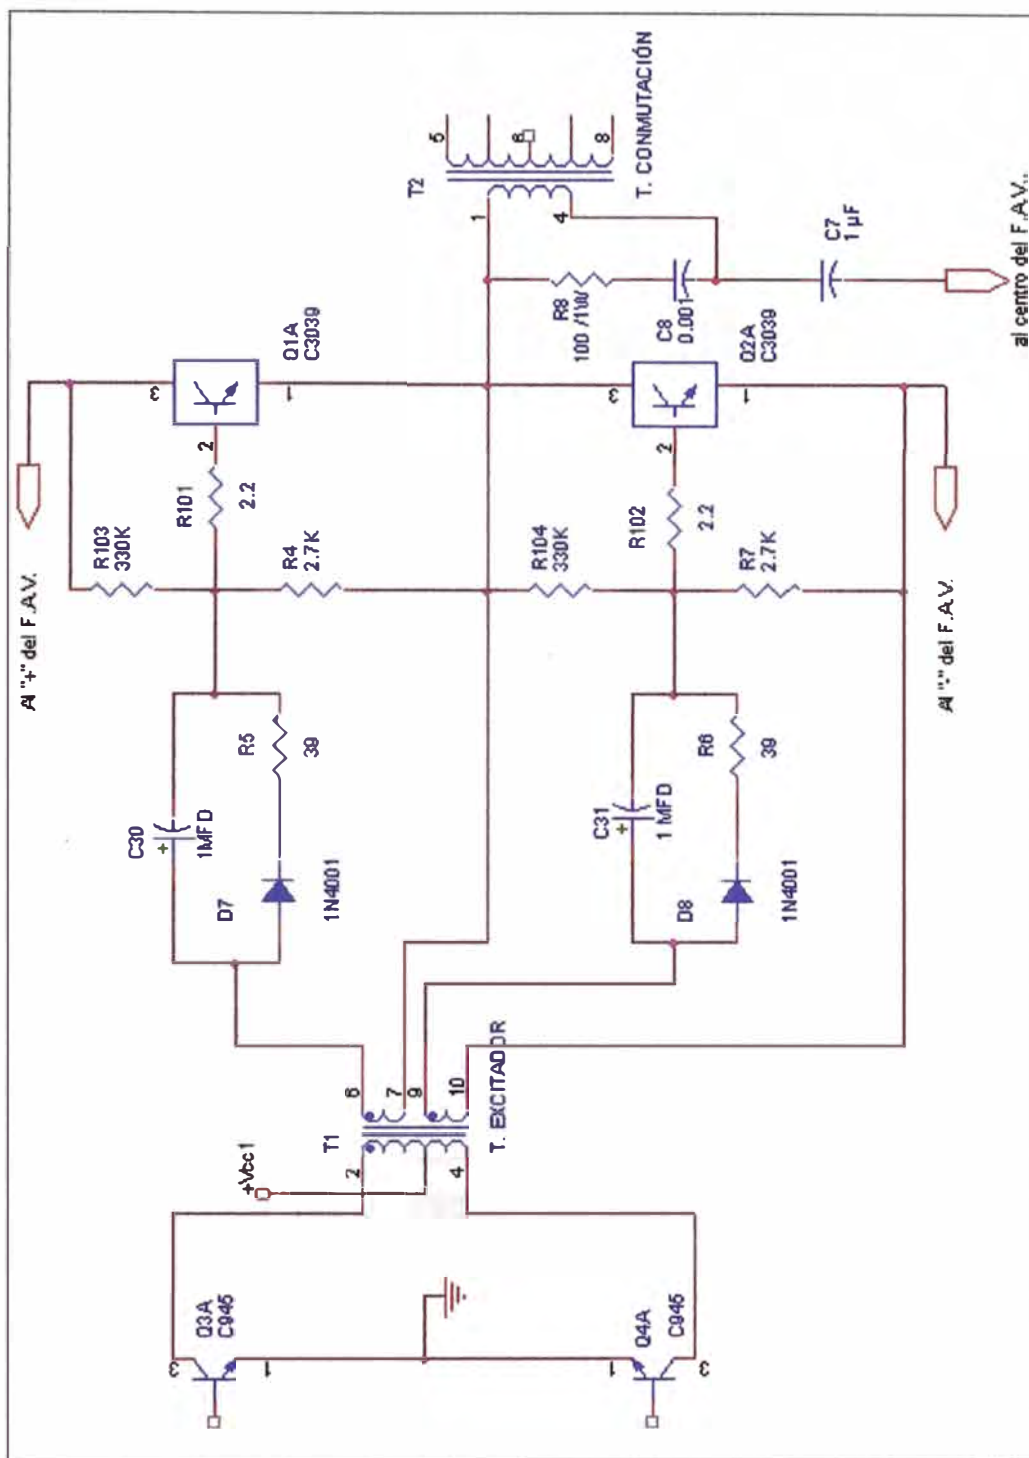 Al "+" del F.A.V.
R103
330K
R101
2.2
3
2
1
Q1A
C3039
C30
+
1MFD
D7
1N4001
R5
39
R4
2.7K
R104
330K
R102
2.2
3
2
1
Q2A
C3039
R8
100 /1W
C8
0.001
C7
1 µF
al centro del F.A.V..
T2
1
4
5
6
8
T. CONMUTACIÓN
C31
+
1 MFD
D8
1N4001
R6
39
R7
2.7K
Al "-" del F.A.V.
+Vcc1
T1
2
4
6
7
9
10
T. EXCITADOR
Q3A
C945
3
1
Q4A
C945
1
3